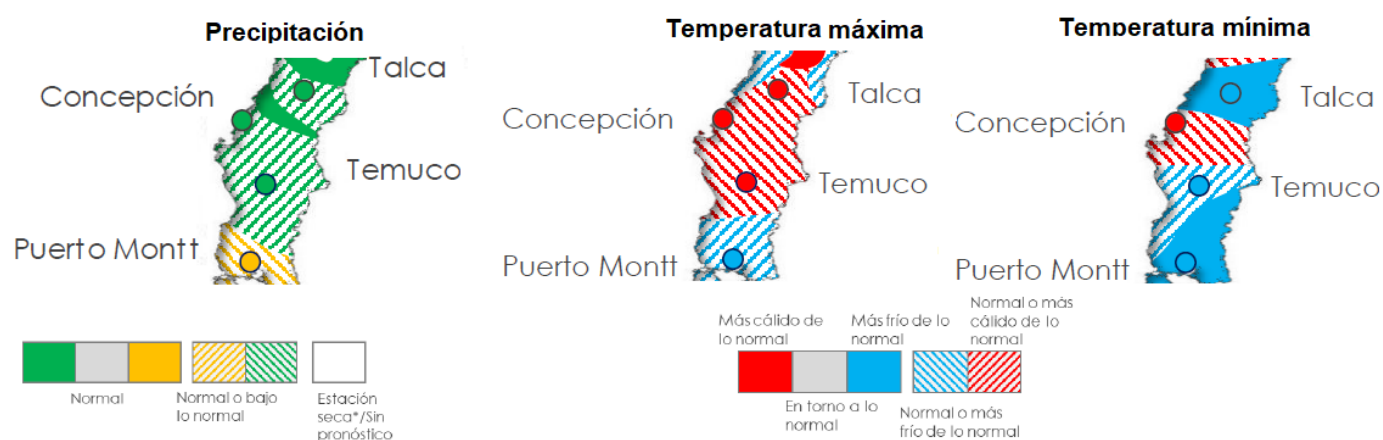 Precipitación
Talca
Concepción
Temuco
Puerto Montt
Normal
Normal o bajo
lo normal
Estación
seca*/Sin
pronóstico
Temperatura máxima
Talca
Concepción
Temuco
Puerto Montt
Temperatura mínima
Talca
Concepción
Temuco
Puerto Montt
Más cálido de
lo normal
Más frío de lo
normal
Normal o más
cálido de lo
normal
En torno a lo
normal
Normal o más
frío de lo normal